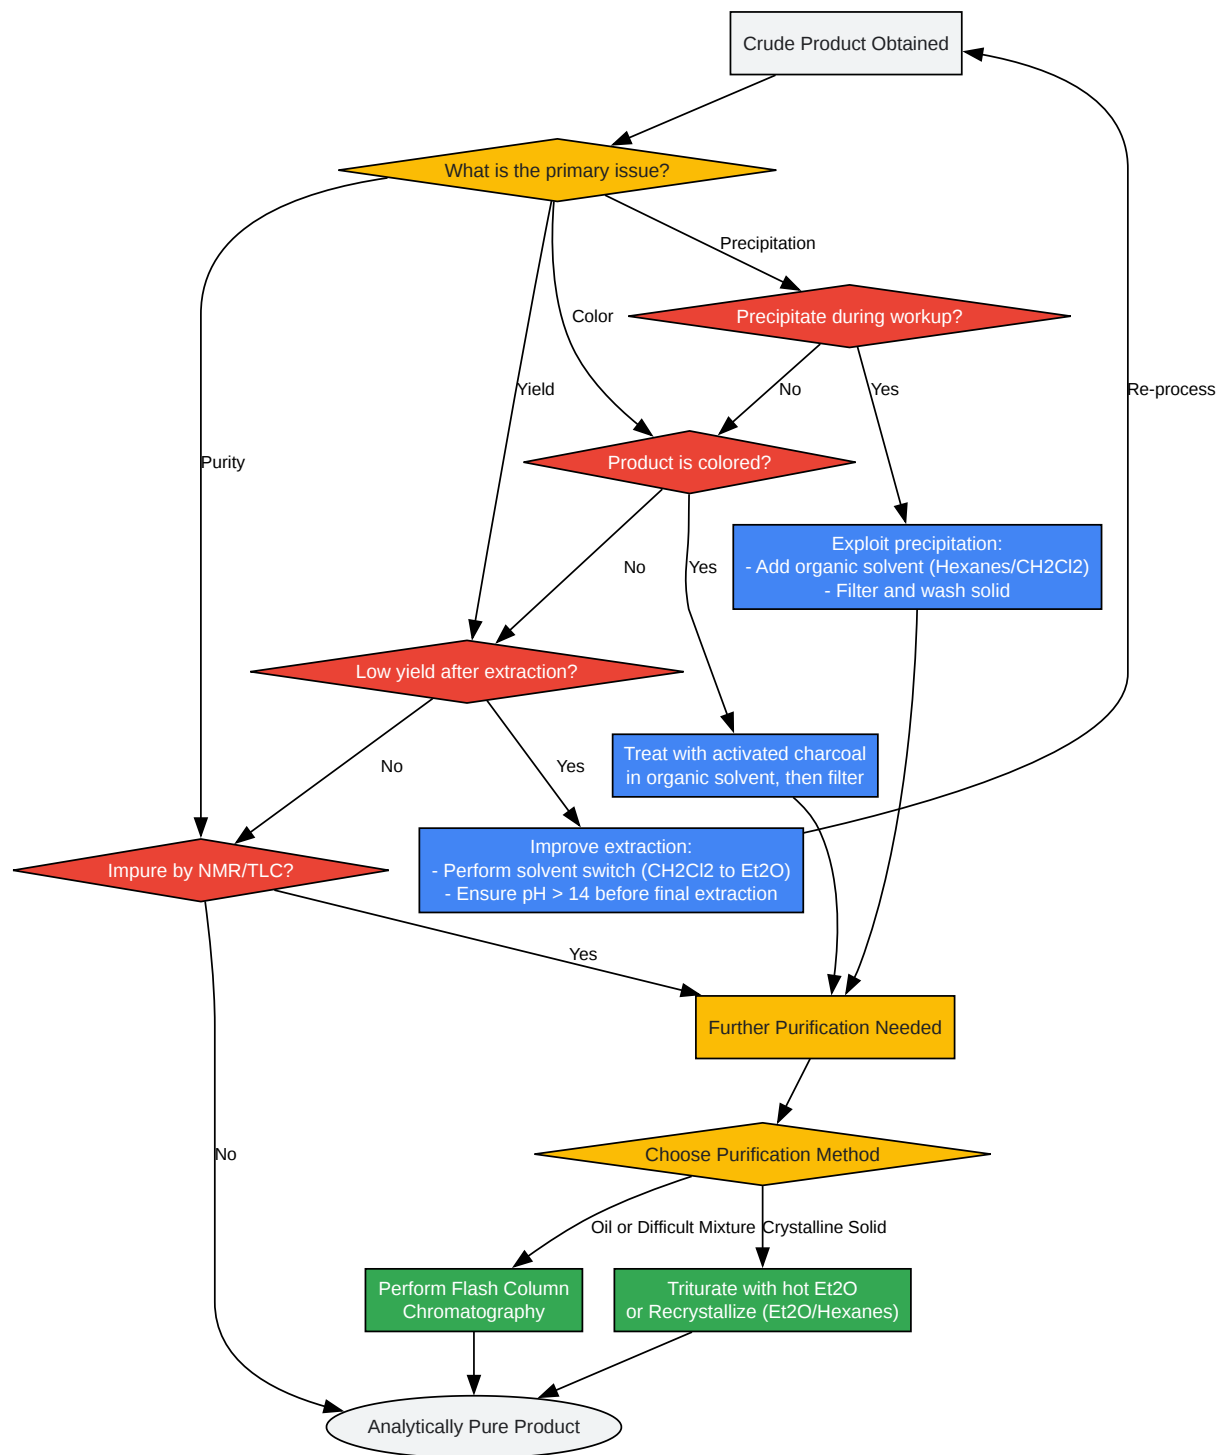 Crude Product Obtained
What is the primary issue?
Precipitation
Color
Precipitate during workup?
Yield
No
Yes
Re-process
Purity
Product is colored?
Exploit precipitation:
- Add organic solvent (Hexanes/CH2Cl2)
- Filter and wash solid
No
Yes
Low yield after extraction?
Treat with activated charcoal
in organic solvent, then filter
No
Yes
Improve extraction:
- Perform solvent switch (CH2Cl2 to Et2O)
- Ensure pH > 14 before final extraction
Impure by NMR/TLC?
Yes
Further Purification Needed
No
Choose Purification Method
Oil or Difficult Mixture
Crystalline Solid
Perform Flash Column
Chromatography
Triturate with hot Et2O
or Recrystallize (Et2O/Hexanes)
Analytically Pure Product